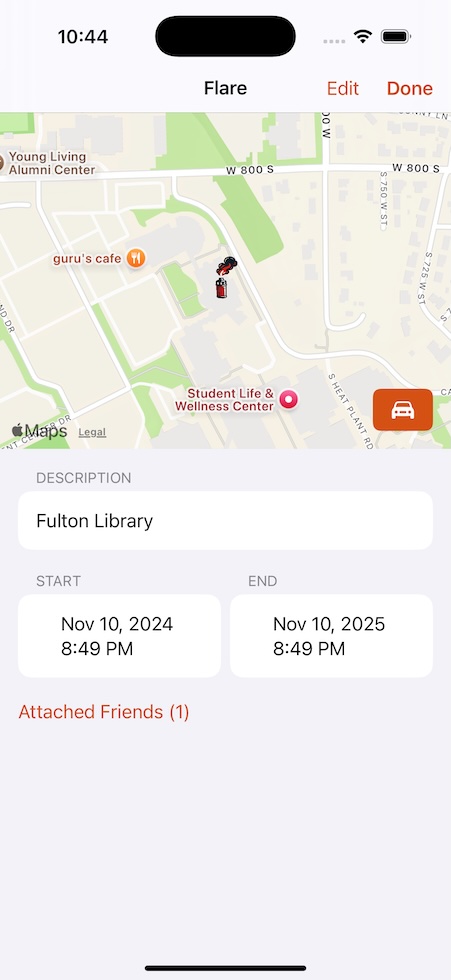 10:44
Flare
Edit
Done
Young Living
Alumni Center
W 800 S
W 800 S
S 750 W ST
guru's cafe
S 725 W ST
Student Life &
Wellness Center
S HEAT PLANT RD
Maps
Legal
DESCRIPTION
Fulton Library
START
END
Nov 10, 2024
8:49 PM
Nov 10, 2025
8:49 PM
Attached Friends (1)